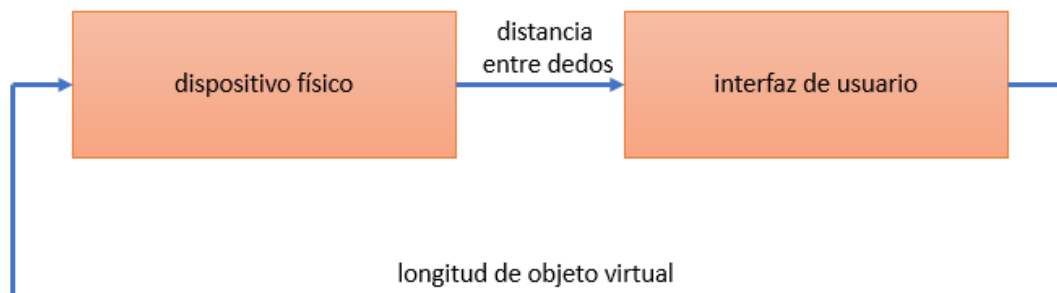 dispositivo físico
distancia
entre dedos
interfaz de usuario
longitud de objeto virtual